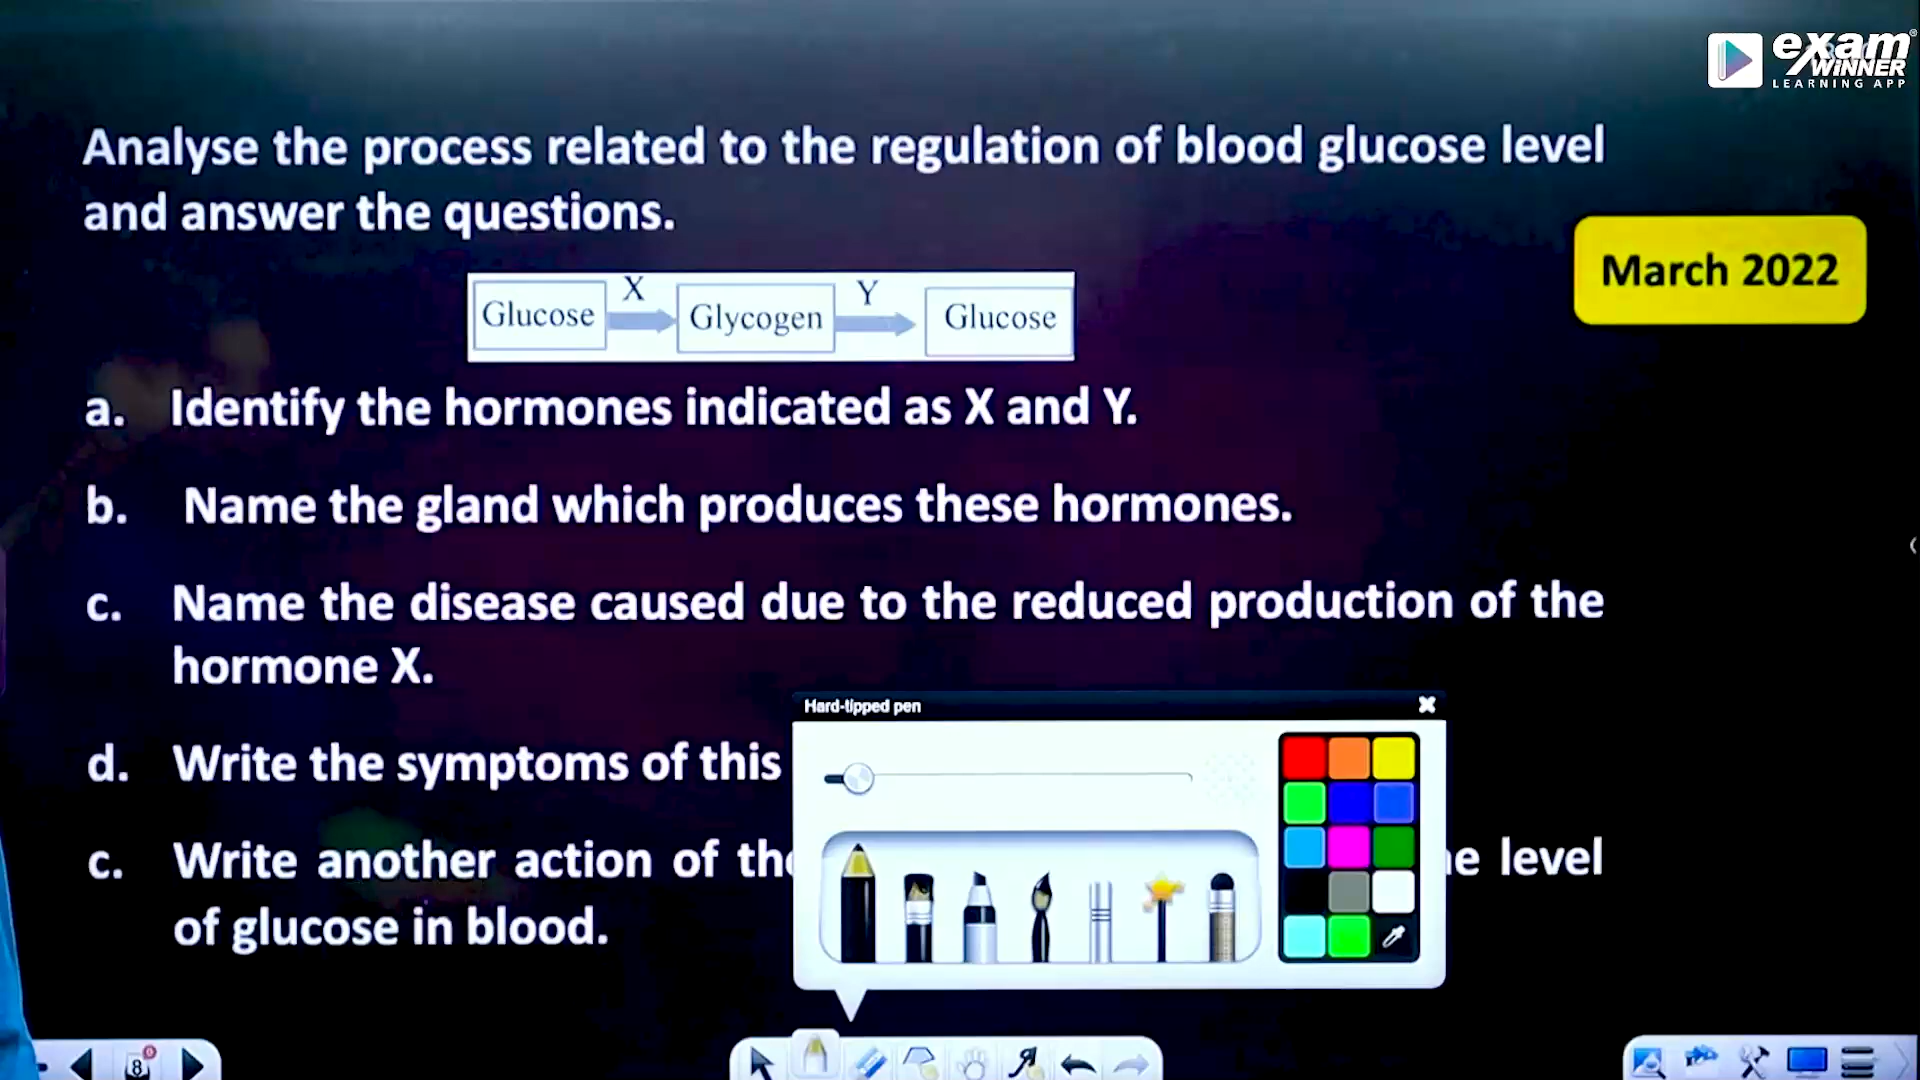 exam
WINNER
LEARNING APP
Analyse the process related to the regulation of blood glucose level
and answer the questions.
March 2022
X
Y
Glucose
Glycogen
Glucose
a. Identify the hormones indicated as X and Y.
b. Name the gland which produces these hormones.
c. Name the disease caused due to the reduced production of the
hormone X.
Hard-tipped pen
d. Write the symptoms of this
c. Write another action of the level
of glucose in blood.
8
0